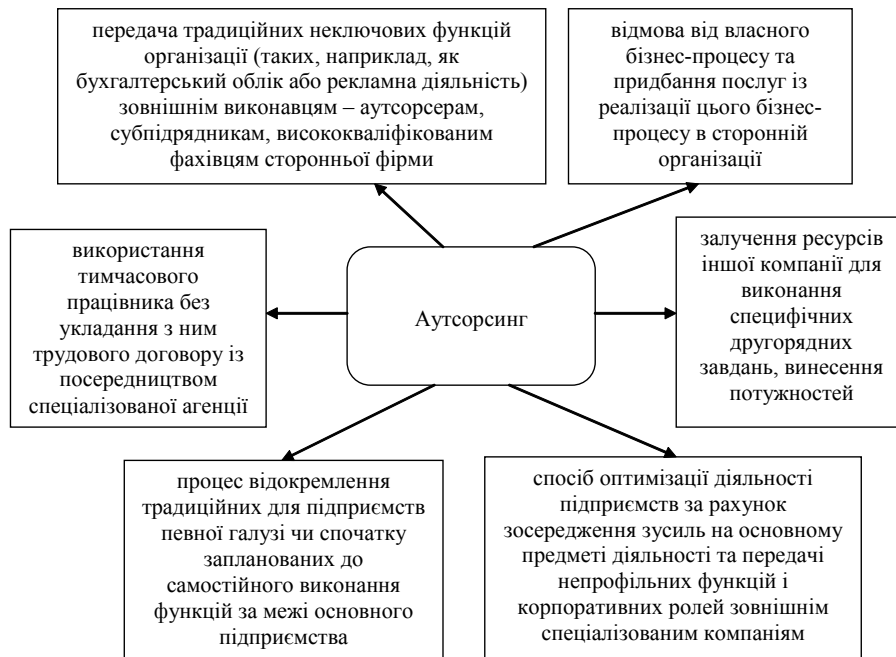 передача традиційних неключових функцій
організації (таких, наприклад, як
бухгалтерський облік або рекламна діяльність)
зовнішнім виконавцям – аутсорсерам,
субпідрядникам, висококваліфікованим
фахівцям сторонньої фірми
відмова від власного
бізнес-процесу та
придбання послуг із
реалізації цього бізнес-
процесу в сторонній
організації
використання
тимчасового
працівника без
укладання з ним
трудового договору із
посередництвом
спеціалізованої агенції
Аутсорсинг
залучення ресурсів
іншої компанії для
виконання
специфічних
другорядних
завдань, винесення
потужностей
процес відокремлення
традиційних для підприємств
певної галузі чи спочатку
запланованих до
самостійного виконання
функцій за межі основного
підприємства
спосіб оптимізації діяльності
підприємств за рахунок
зосередження зусиль на основному
предметі діяльності та передачі
непрофільних функцій і
корпоративних ролей зовнішнім
спеціалізованим компаніям